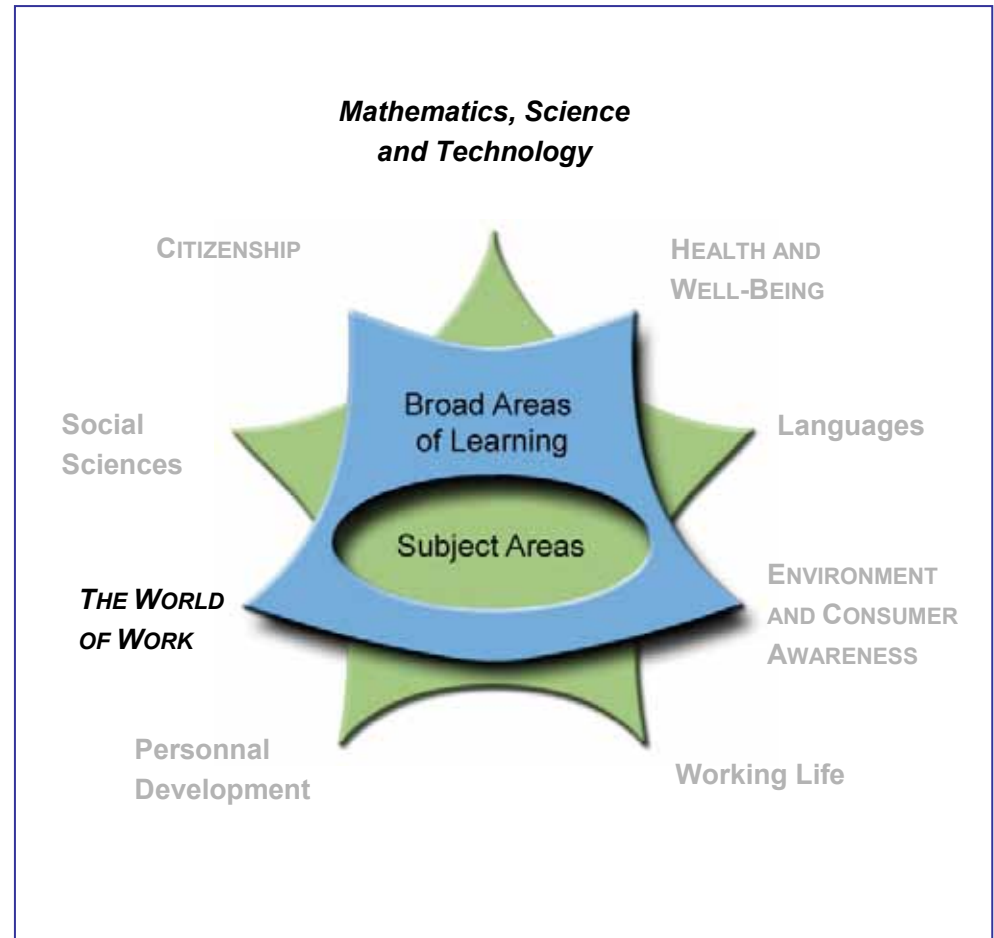 Mathematics, Science
and Technology
CITIZENSHIP
HEALTH AND
WELL-BEING
Broad Areas
of Learning
Social
Sciences
Languages
Subject Areas
THE WORLD
OF WORK
ENVIRONMENT
AND CONSUMER
AWARENESS
Personnal
Development
Working Life